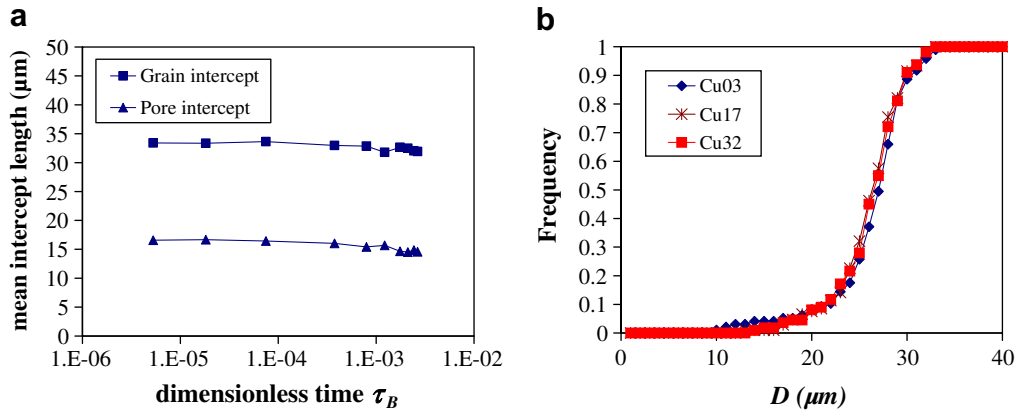 a
50
45
40
35
30
25
20
15
10
5
0
mean intercept length (µm)
Grain intercept
Pore intercept
1.E-06 1.E-05 1.E-04 1.E-03 1.E-02
dimensionless time τB
b
1
0.9
0.8
0.7
0.6
0.5
0.4
0.3
0.2
0.1
0
Frequency
Cu03
Cu17
Cu32
0 10 20 30 40
D (µm)